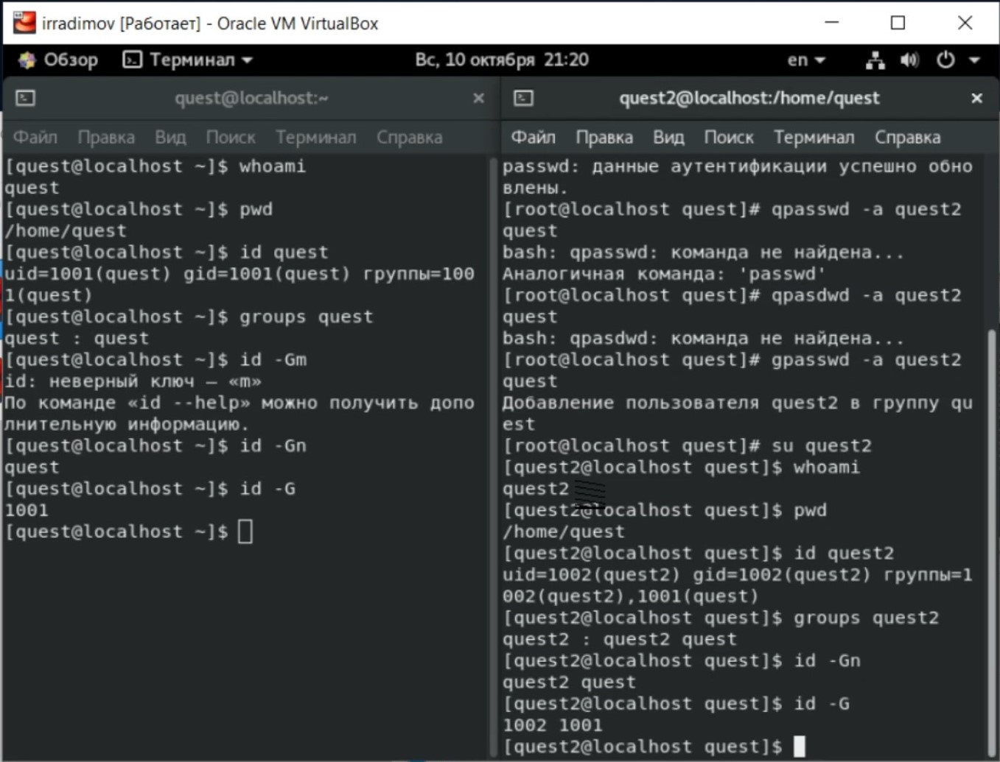 irradimov [Работает] - Oracle VM VirtualBox
Обзор Терминал Вс, 10 октября 21:20 en
quest@localhost:~
Файл Правка Вид Поиск Терминал Справка
[quest@localhost ~]$ whoami
quest
[quest@localhost ~]$ pwd
/home/quest
[quest@localhost ~]$ id quest
uid=1001(quest) gid=1001(quest) группы=100
1(quest)
[quest@localhost ~]$ groups quest
quest : quest
[quest@localhost ~]$ id -Gm
id: неверный ключ — «m»
По команде «id --help» можно получить допо
лнительную информацию.
[quest@localhost ~]$ id -Gn
quest
[quest@localhost ~]$ id -G
1001
[quest@localhost ~]$
quest2@localhost:/home/quest
Файл Правка Вид Поиск Терминал Справка
passwd: данные аутентификации успешно обно
влены.
[root@localhost quest]# qpasswd -a quest2
quest
bash: qpasswd: команда не найдена...
Аналогичная команда: 'passwd'
[root@localhost quest]# qpasdwd -a quest2
quest
bash: qpasdwd: команда не найдена...
[root@localhost quest]# gpasswd -a quest2
quest
Добавление пользователя quest2 в группу qu
est
[root@localhost quest]# su quest2
[quest2@localhost quest]$ whoami
quest2
[quest2@localhost quest]$ pwd
/home/quest
[quest2@localhost quest]$ id quest2
uid=1002(quest2) gid=1002(quest2) группы=1
002(quest2),1001(quest)
[quest2@localhost quest]$ groups quest2
quest2 : quest2 quest
[quest2@localhost quest]$ id -Gn
quest2 quest
[quest2@localhost quest]$ id -G
1002 1001
[quest2@localhost quest]$